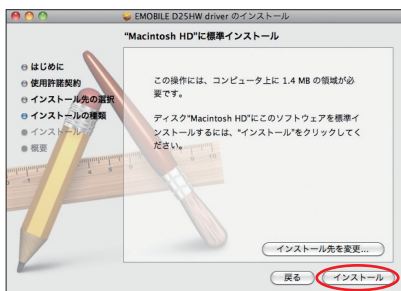 EMOBILE D25HW driver のインストール
“Macintosh HD”に標準インストール
はじめに
使用許諾契約
インストール先の選択
インストールの種類
インストール
概要
この操作には、コンピュータ上に 1.4 MB の領域が必
要です。
ディスク“Macintosh HD”にこのソフトウェアを標準イ
ンストールするには、“インストール”をクリックしてく
ださい。
インストール先を変更...
戻る
インストール